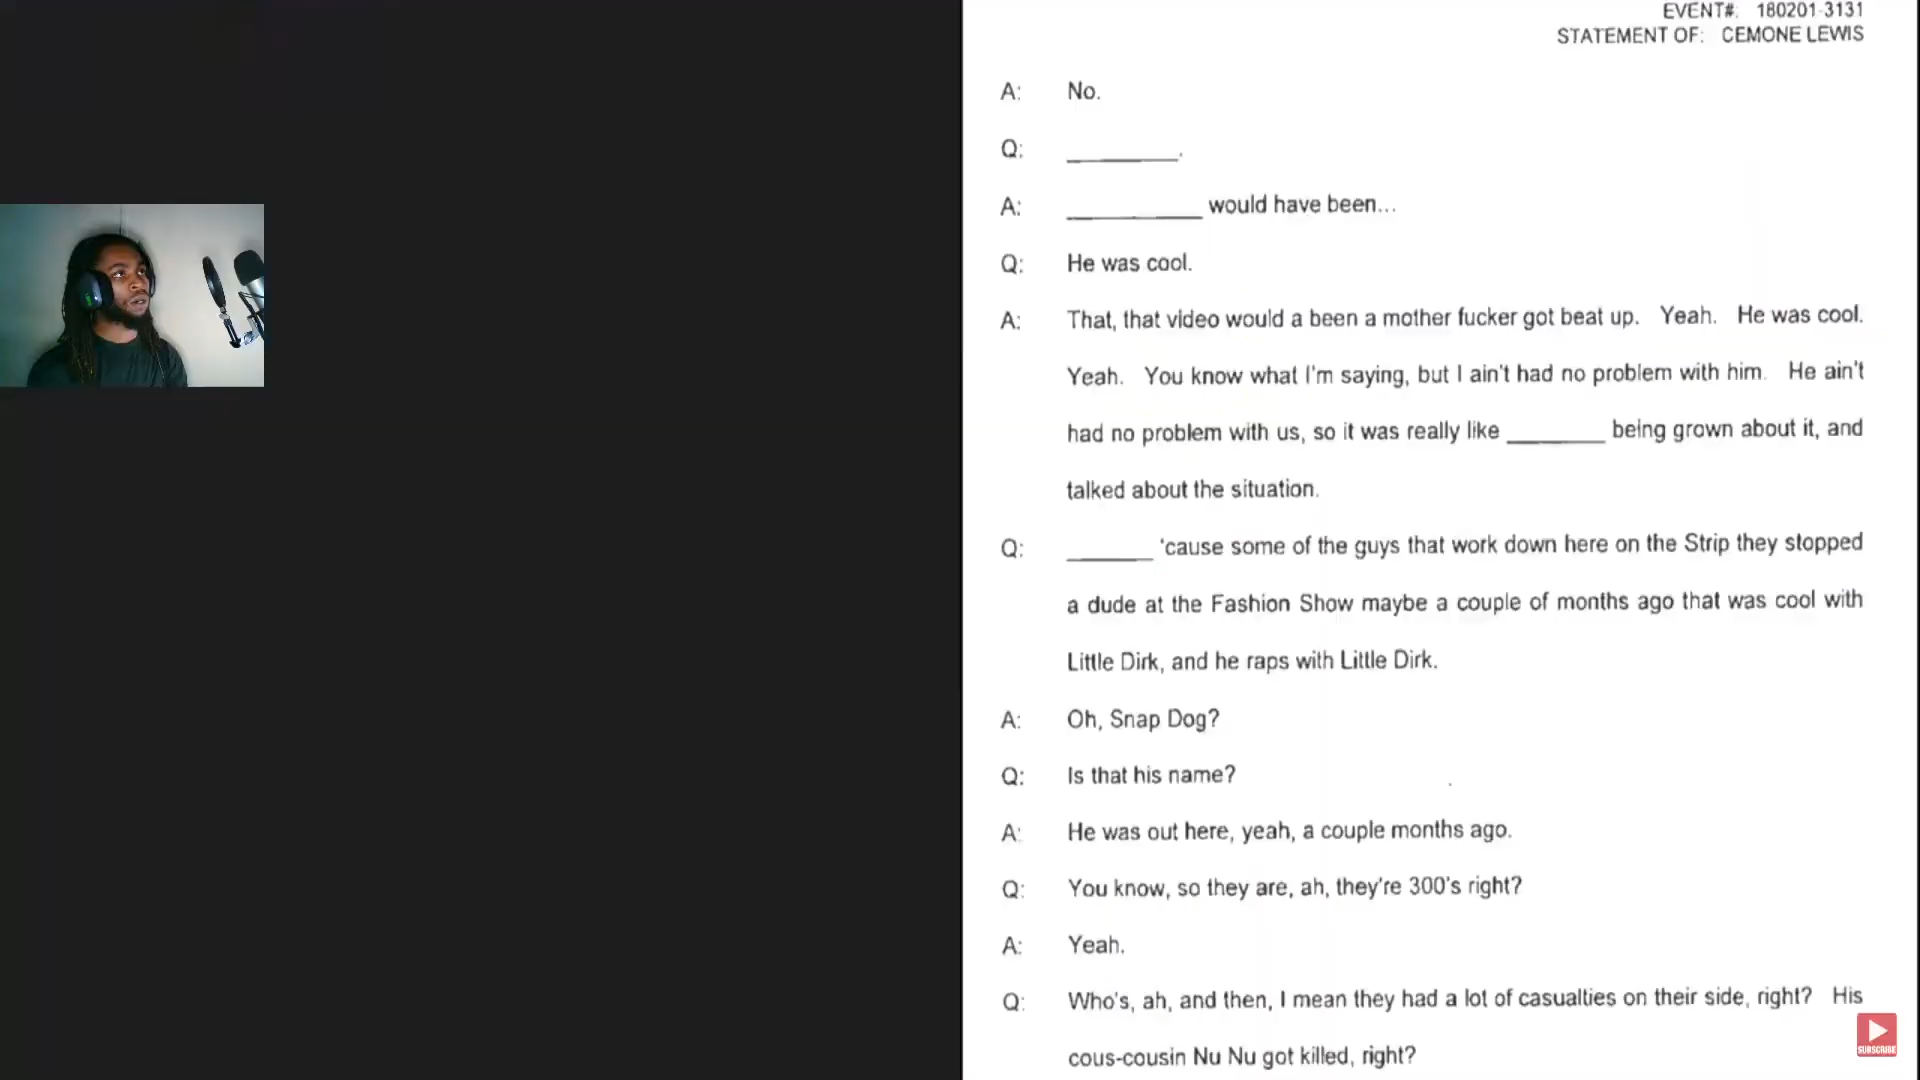 EVENT#: 180201-3131
STATEMENT OF: CEMONE LEWIS
A: No.
Q: ________.
A: ________ would have been...
Q: He was cool.
A: That, that video would a been a mother fucker got beat up. Yeah. He was cool.
Yeah. You know what I'm saying, but I ain't had no problem with him. He ain't
had no problem with us, so it was really like ________ being grown about it, and
talked about the situation.
Q: ________ 'cause some of the guys that work down here on the Strip they stopped
a dude at the Fashion Show maybe a couple of months ago that was cool with
Little Dirk, and he raps with Little Dirk.
A: Oh, Snap Dog?
Q: Is that his name?
A: He was out here, yeah, a couple months ago.
Q: You know, so they are, ah, they're 300's right?
A: Yeah.
Q: Who's, ah, and then, I mean they had a lot of casualties on their side, right? His
cous-cousin Nu Nu got killed, right?
SUBSCRIBE